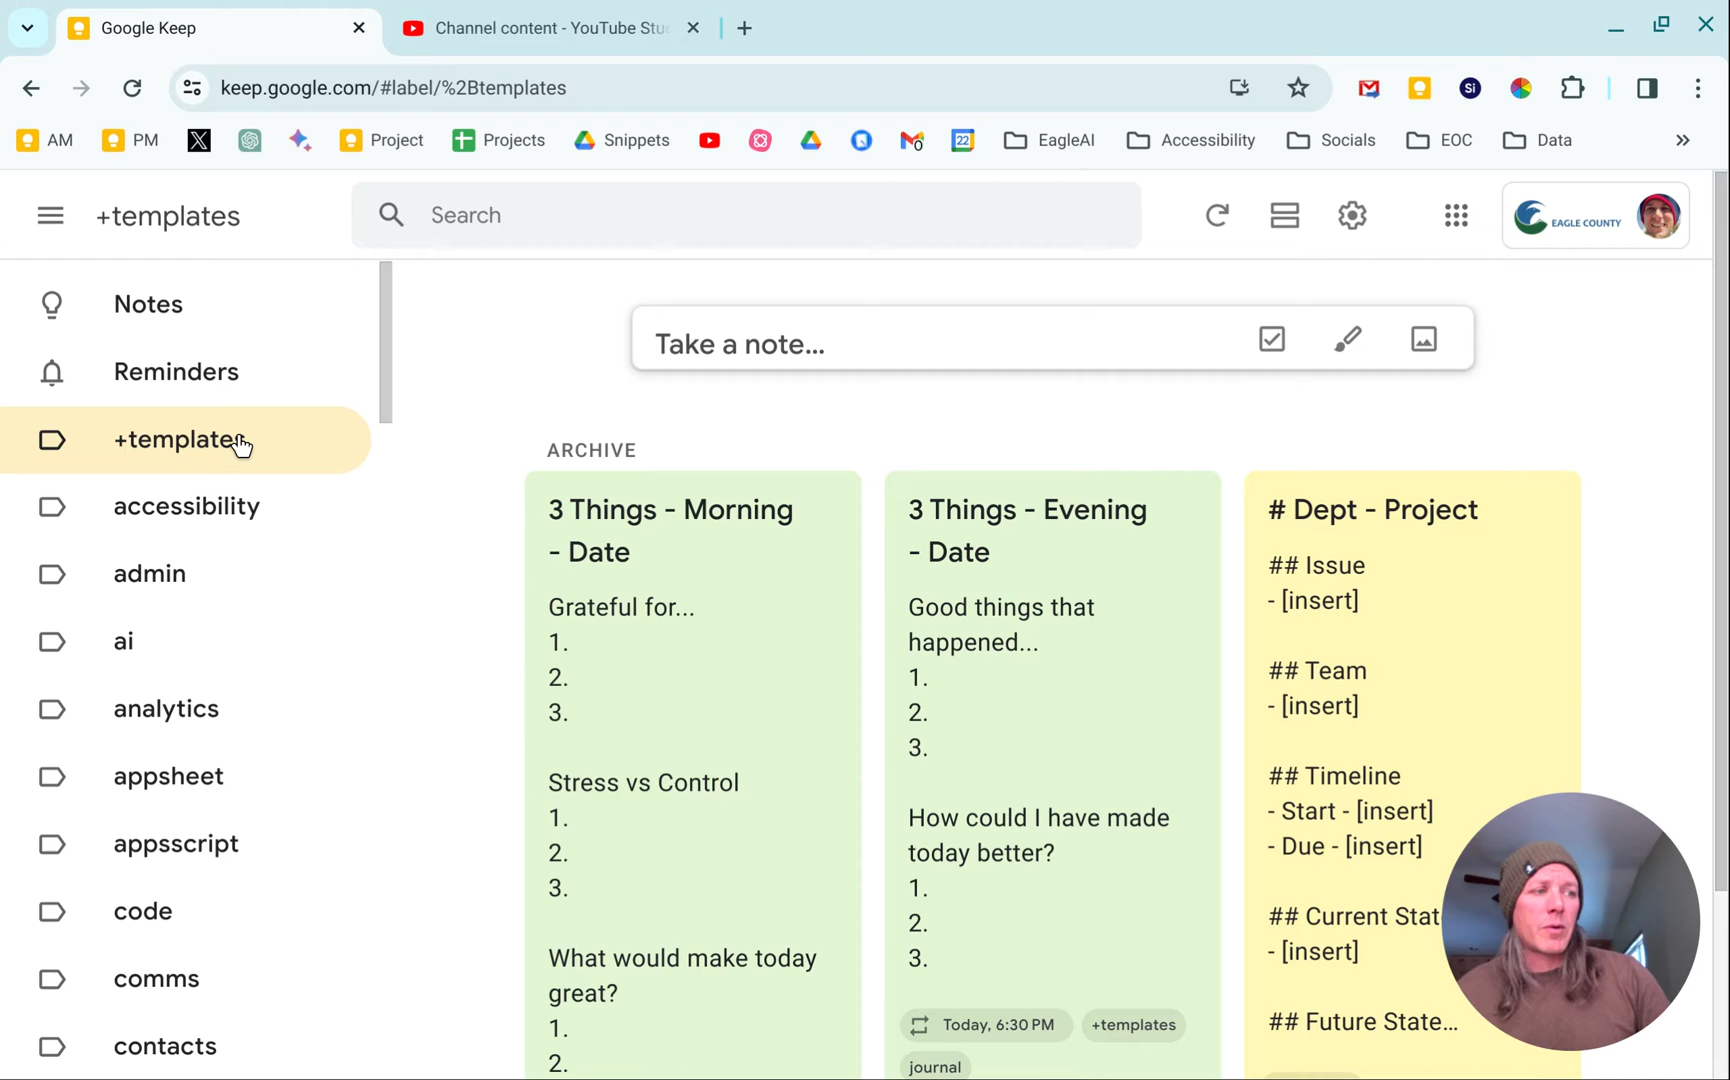 Google Keep
Channel content - YouTube Stu
keep.google.com/#label/%2Btemplates
Si
AM
PM
Project
Projects
Snippets
0
22
EagleAI
Accessibility
Socials
EOC
Data
+templates
Search
EAGLE COUNTY
Notes
Reminders
+templates
accessibility
admin
ai
analytics
appsheet
appsscript
code
comms
contacts
Take a note...
ARCHIVE
3 Things - Morning
- Date
Grateful for...
1.
2.
3.
Stress vs Control
1.
2.
3.
What would make today
great?
1.
2.
3 Things - Evening
- Date
Good things that
happened...
1.
2.
3.
How could I have made
today better?
1.
2.
3.
Today, 6:30 PM
+templates
journal
# Dept - Project
## Issue
- [insert]
## Team
- [insert]
## Timeline
- Start - [insert]
- Due - [insert]
## Current Stat
- [insert]
## Future State...